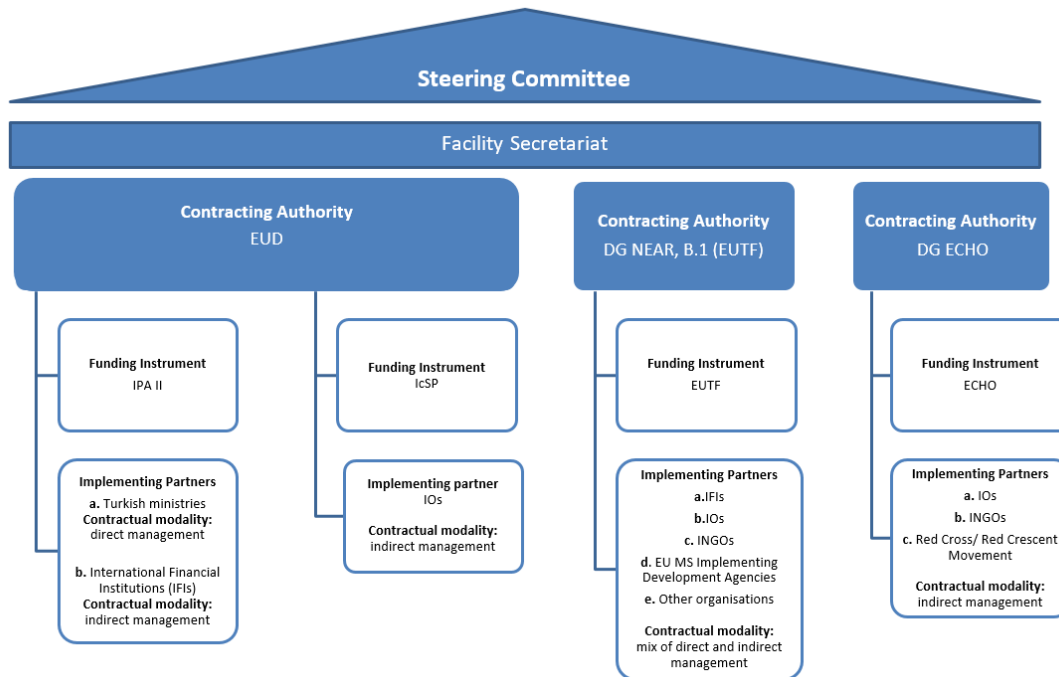 Steering Committee
Facility Secretariat
Contracting Authority
EUD
Contracting Authority
DG NEAR, B.1 (EUTF)
Contracting Authority
DG ECHO
Funding Instrument
IPA II
Funding Instrument
IcSP
Funding Instrument
EUTF
Funding Instrument
ECHO
Implementing Partners
a. Turkish ministries
Contractual modality:
direct management
b. International Financial
Institutions (IFIs)
Contractual modality:
indirect management
Implementing partner
IOs
Contractual modality:
indirect management
Implementing Partners
a.IFIs
b.IOs
c. INGOs
d. EU MS Implementing
Development Agencies
e. Other organisations
Contractual modality:
mix of direct and indirect
management
Implementing Partners
a. IOs
b. INGOs
c. Red Cross/ Red Crescent
Movement
Contractual modality:
indirect management